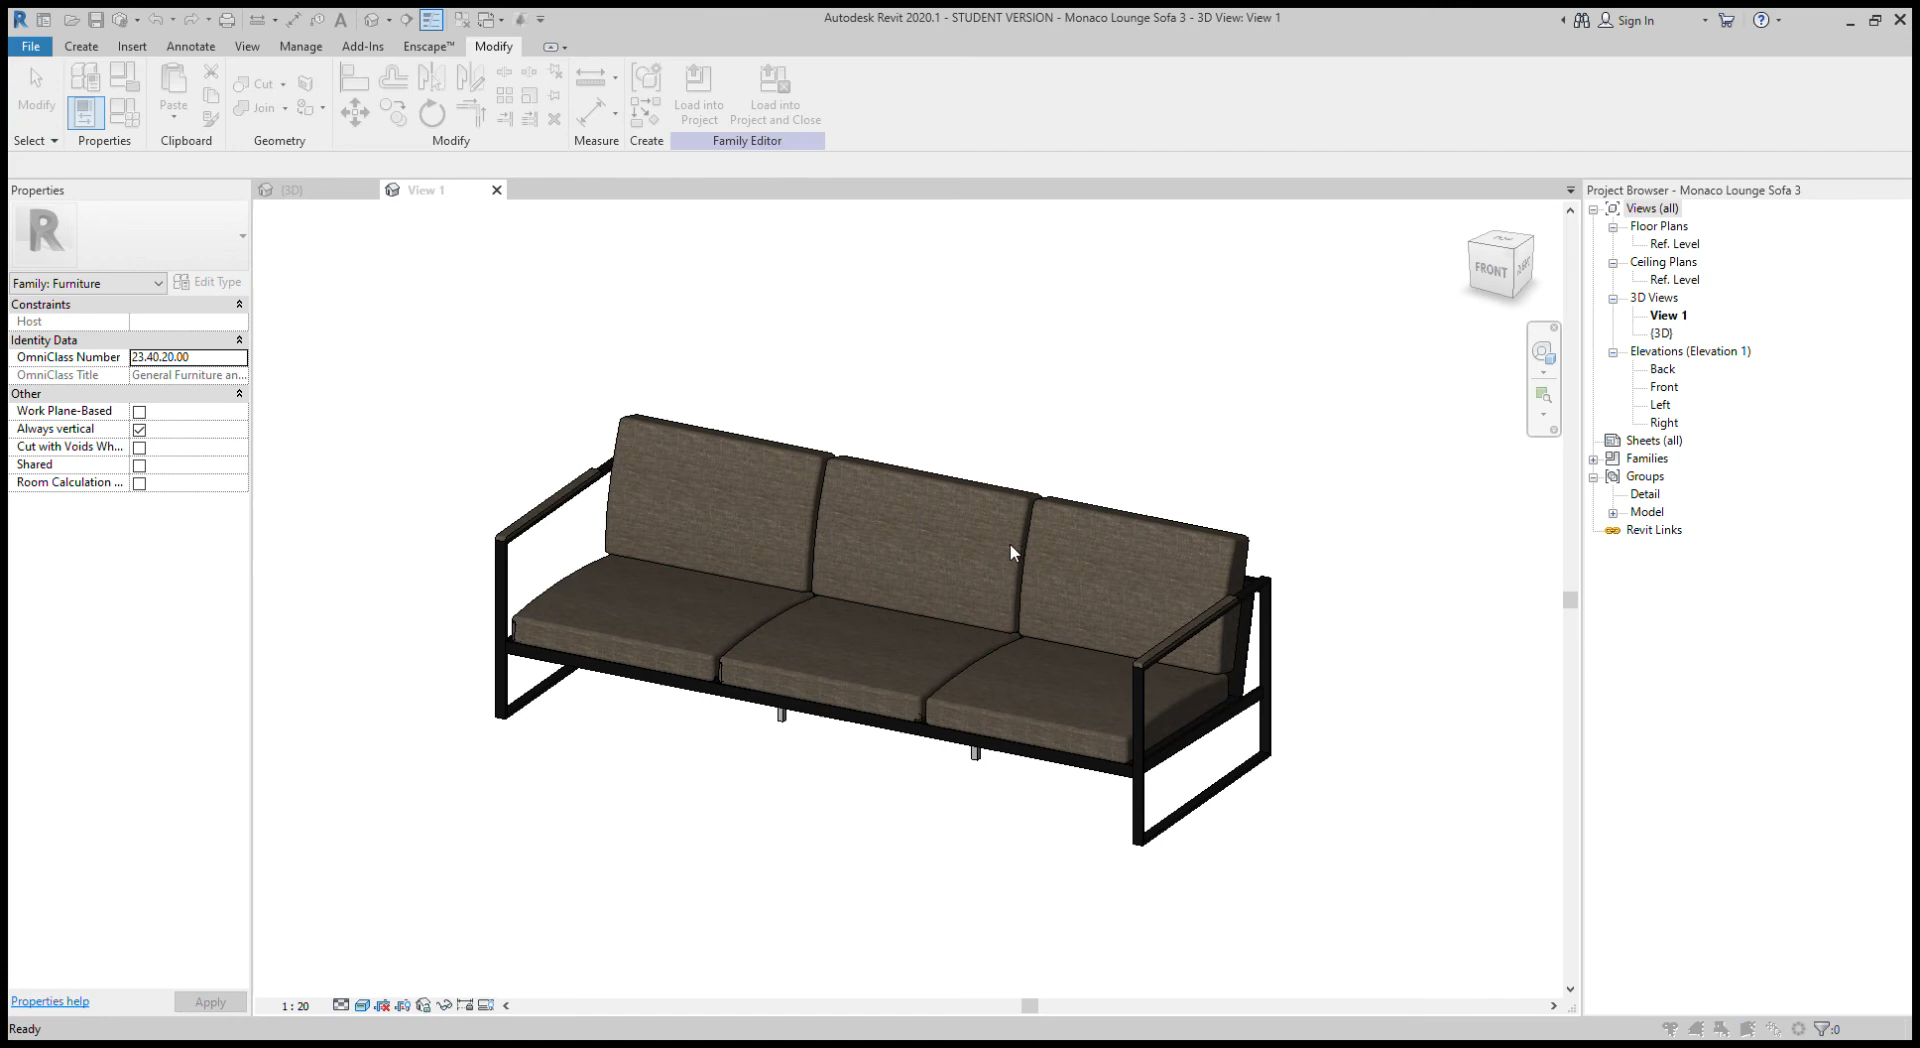 Autodesk Revit 2020.1 - STUDENT VERSION - Monaco Lounge Sofa 3 - 3D View: View 1
Sign In
File Create Insert Annotate View Manage Add-Ins Enscape™ Modify
Modify
Paste
Cut
Join
Load into Project
Load into Project and Close
Select Properties Clipboard Geometry Modify Measure Create Family Editor
Properties
{3D}
View 1
Family: Furniture
Edit Type
Constraints
Host
Identity Data
OmniClass Number 23.40.20.00
OmniClass Title General Furniture an...
Other
Work Plane-Based
Always vertical
Cut with Voids Wh...
Shared
Room Calculation ...
Properties help
Apply
FRONT
1 : 20
Project Browser - Monaco Lounge Sofa 3
Views (all)
Floor Plans
Ref. Level
Ceiling Plans
Ref. Level
3D Views
View 1
{3D}
Elevations (Elevation 1)
Back
Front
Left
Right
Sheets (all)
Families
Groups
Detail
Model
Revit Links
Ready
:0